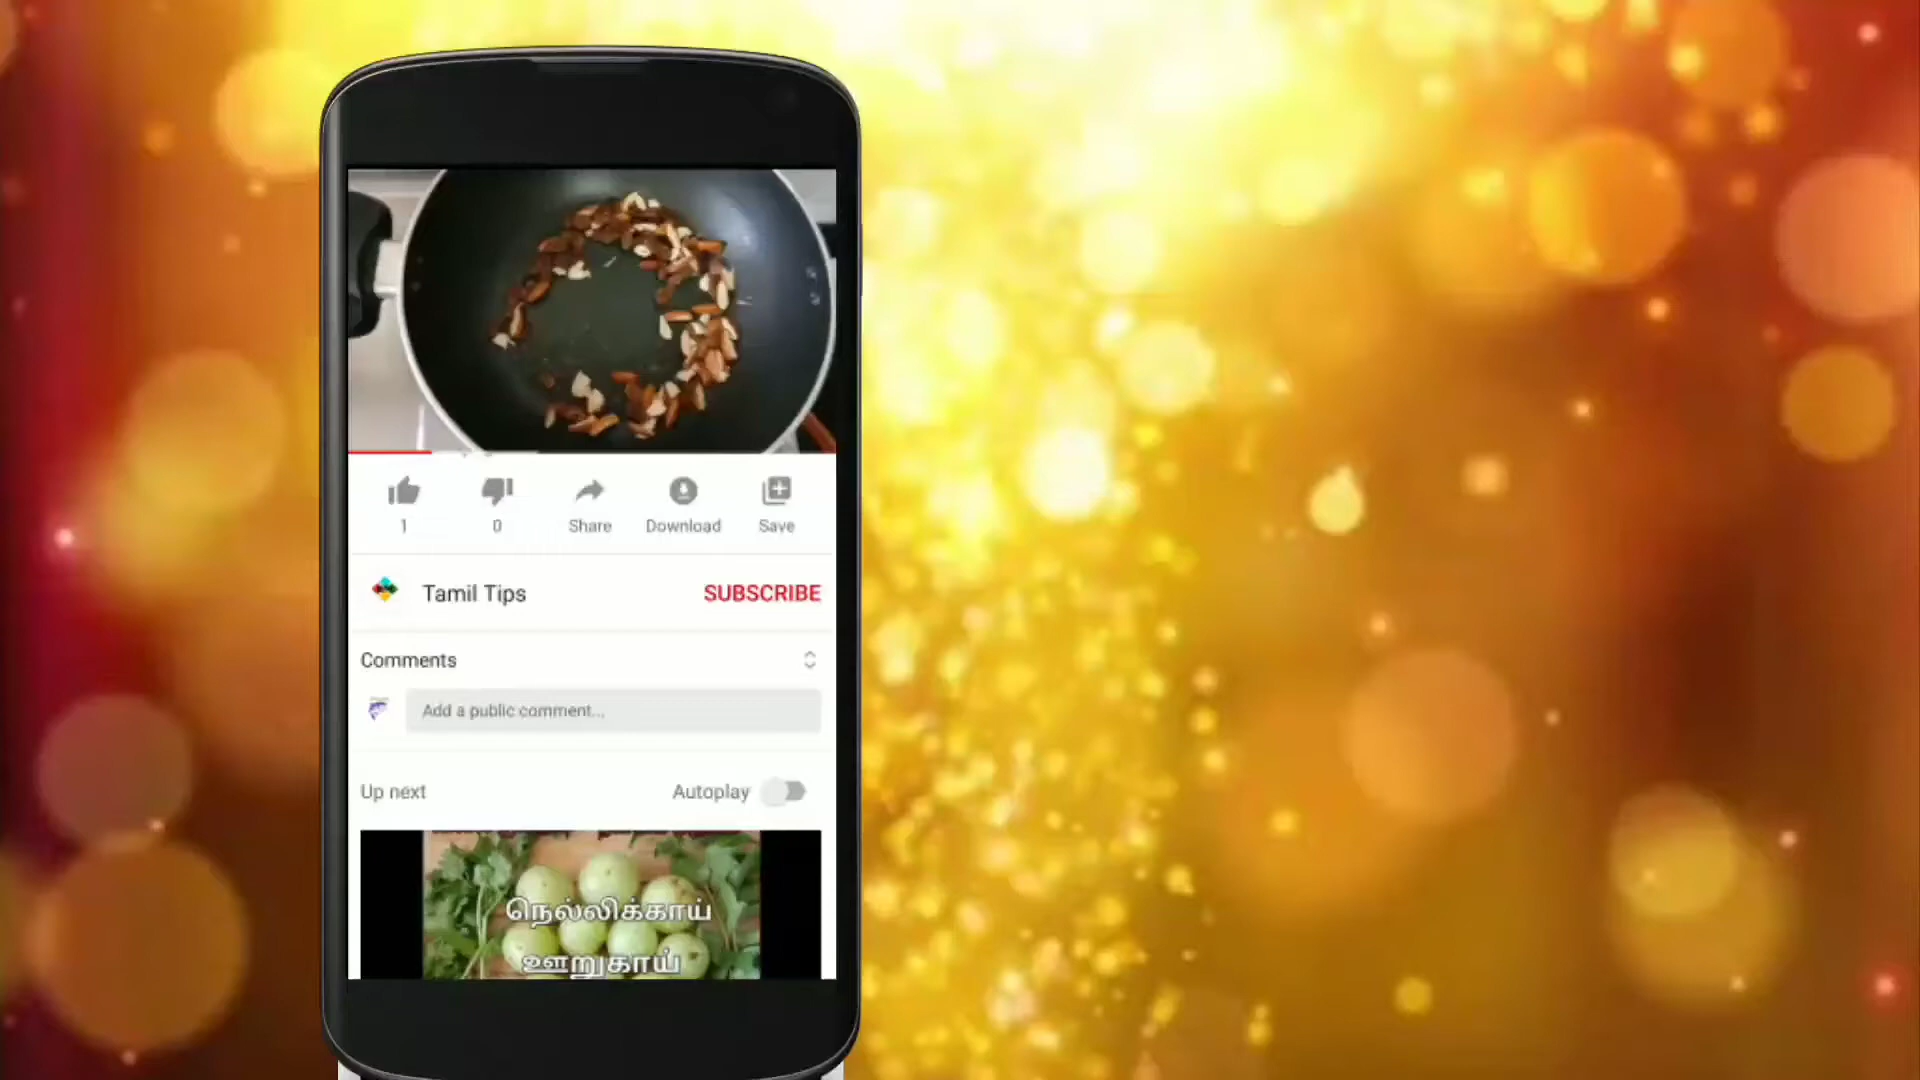 1
0
Share
Download
Save
Tamil Tips
SUBSCRIBE
Comments
Add a public comment...
Up next
Autoplay
நெல்லிக்காய்
ஊறுகாய்